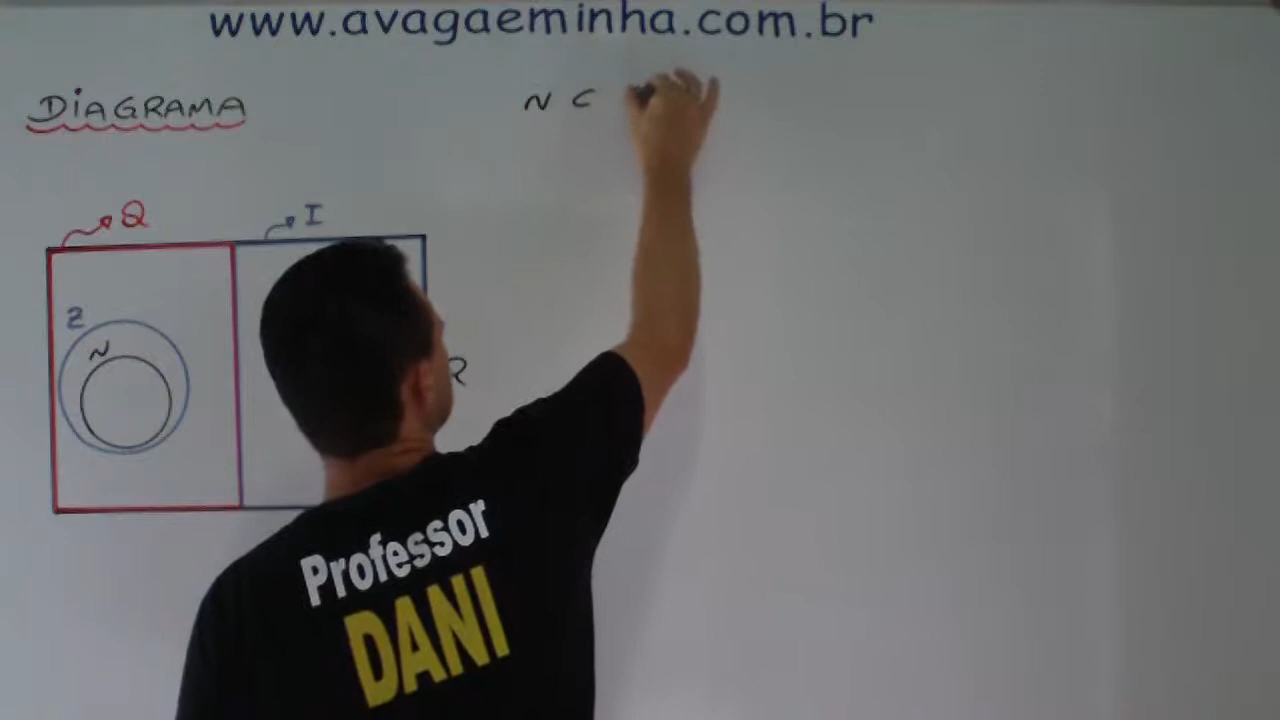 www.avagaeminha.com.br
DIAGRAMA
N C
Q
I
Z
N
R
Professor
DANI